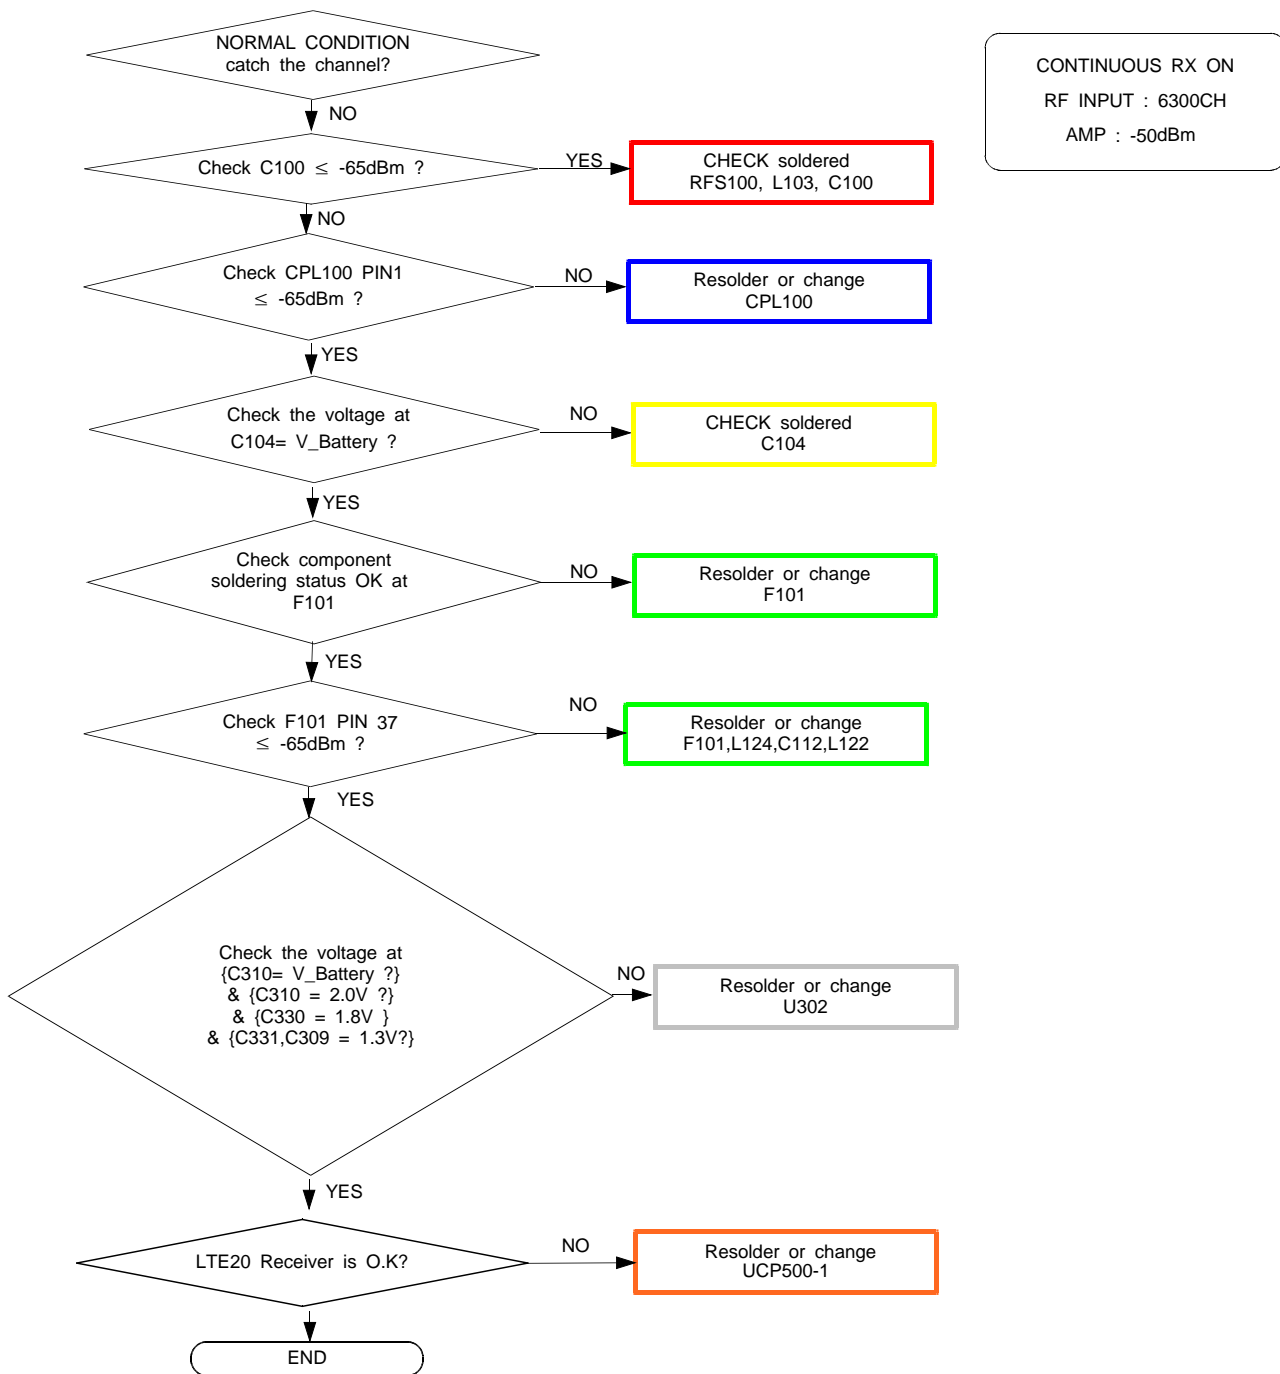 NORMAL CONDITION
catch the channel?
CONTINUOUS RX ON
RF INPUT : 6300CH
AMP : -50dBm
NO
Check C100 ≤ -65dBm ?
YES
CHECK soldered
RFS100, L103, C100
NO
Check CPL100 PIN1
≤ -65dBm ?
NO
Resolder or change
CPL100
YES
Check the voltage at
C104= V_Battery ?
NO
CHECK soldered
C104
YES
Check component
soldering status OK at
F101
NO
Resolder or change
F101
YES
Check F101 PIN 37
≤ -65dBm ?
NO
Resolder or change
F101,L124,C112,L122
YES
Check the voltage at
{C310= V_Battery ?}
& {C310 = 2.0V ?}
& {C330 = 1.8V }
& {C331,C309 = 1.3V?}
NO
Resolder or change
U302
YES
LTE20 Receiver is O.K?
NO
Resolder or change
UCP500-1
END